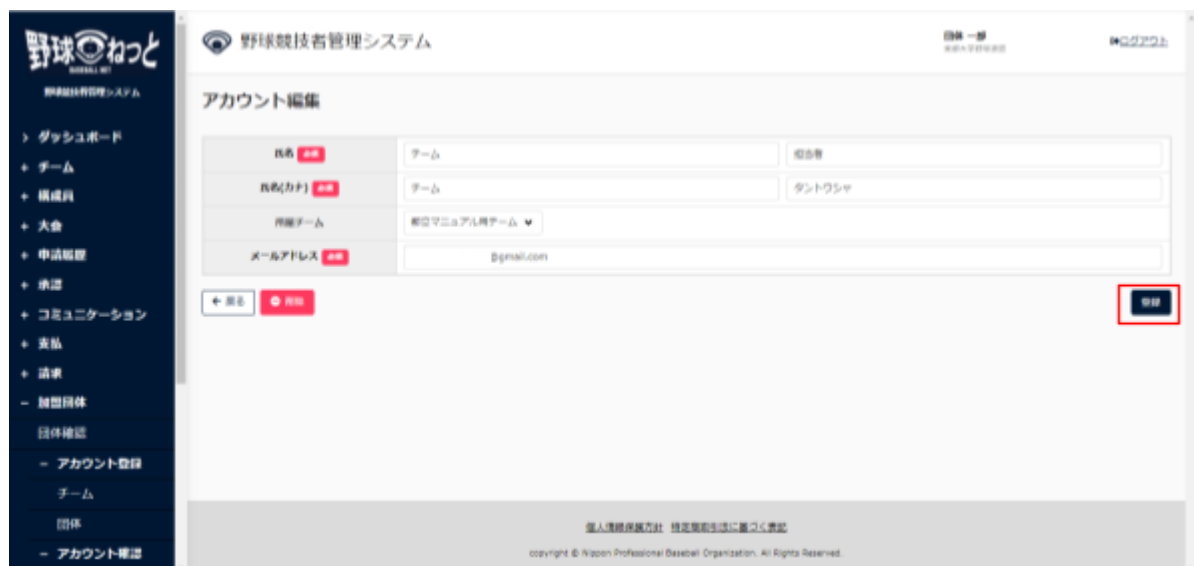 野球ねっと
BASEBALL NET
野球競技者管理システム
野球競技者管理システム
団体 一郎
ログアウト
アカウント編集
ダッシュボード
チーム
構成員
大会
申請履歴
承認
コミュニケーション
支払
請求
加盟団体
団体確認
アカウント登録
チーム
団体
アカウント確認
氏名 必須
チーム
担当者
氏名(カナ) 必須
チーム
タントウシャ
所属チーム
メールアドレス 必須
@gmail.com
戻る
削除
登録
個人情報保護方針 特定商取引法に基づく表記
copyright © Nippon Professional Baseball Organization. All Rights Reserved.